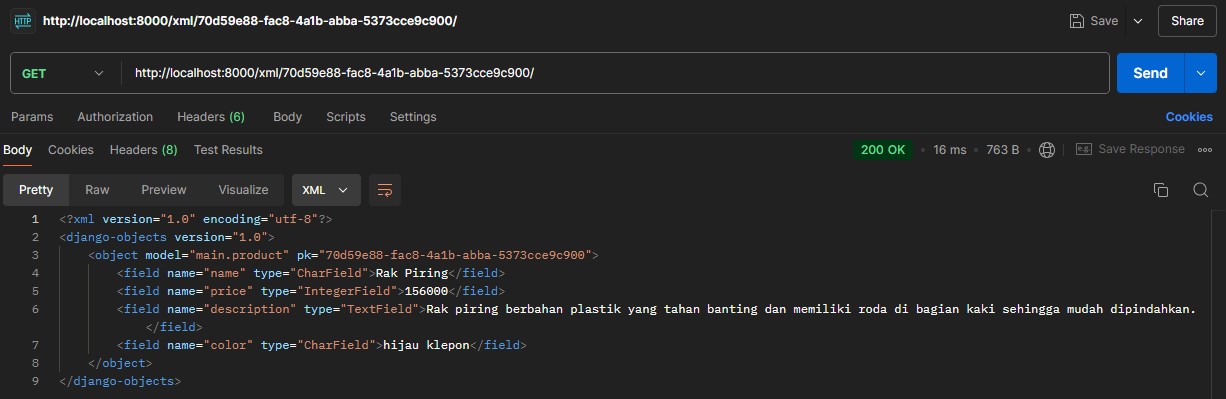 HTTP http://localhost:8000/xml/70d59e88-fac8-4a1b-abba-5373cce9c900/ Save Share
GET http://localhost:8000/xml/70d59e88-fac8-4a1b-abba-5373cce9c900/ Send
Params Authorization Headers (6) Body Scripts Settings Cookies
Body Cookies Headers (8) Test Results 200 OK • 16 ms • 763 B e.g. Save Response
Pretty Raw Preview Visualize XML
1 <?xml version="1.0" encoding="utf-8"?>
2 <django-objects version="1.0">
3 <object model="main.product" pk="70d59e88-fac8-4a1b-abba-5373cce9c900">
4 <field name="name" type="CharField">Rak Piring</field>
5 <field name="price" type="IntegerField">156000</field>
6 <field name="description" type="TextField">Rak piring berbahan plastik yang tahan banting dan memiliki roda di bagian kaki sehingga mudah dipindahkan.
</field>
7 <field name="color" type="CharField">hijau klepon</field>
8 </object>
9 </django-objects>